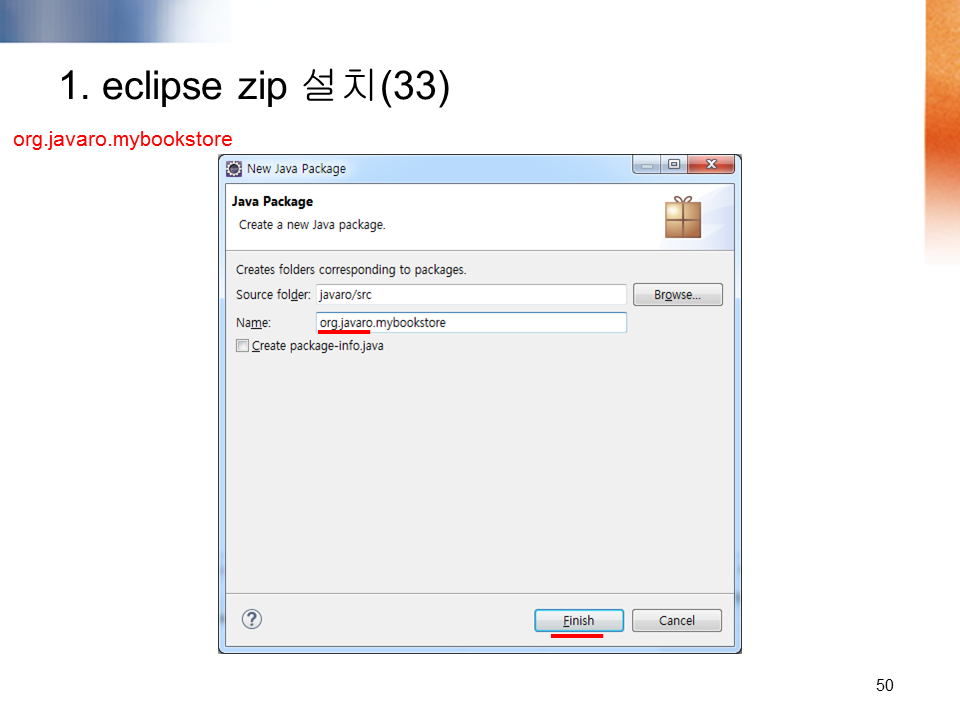 1. eclipse zip 설치(33)
org.javaro.mybookstore
New Java Package
Java Package
Create a new Java package.
Creates folders corresponding to packages.
Source folder: javaro/src Browse...
Name: org.javaro.mybookstore
Create package-info.java
? Finish Cancel
50